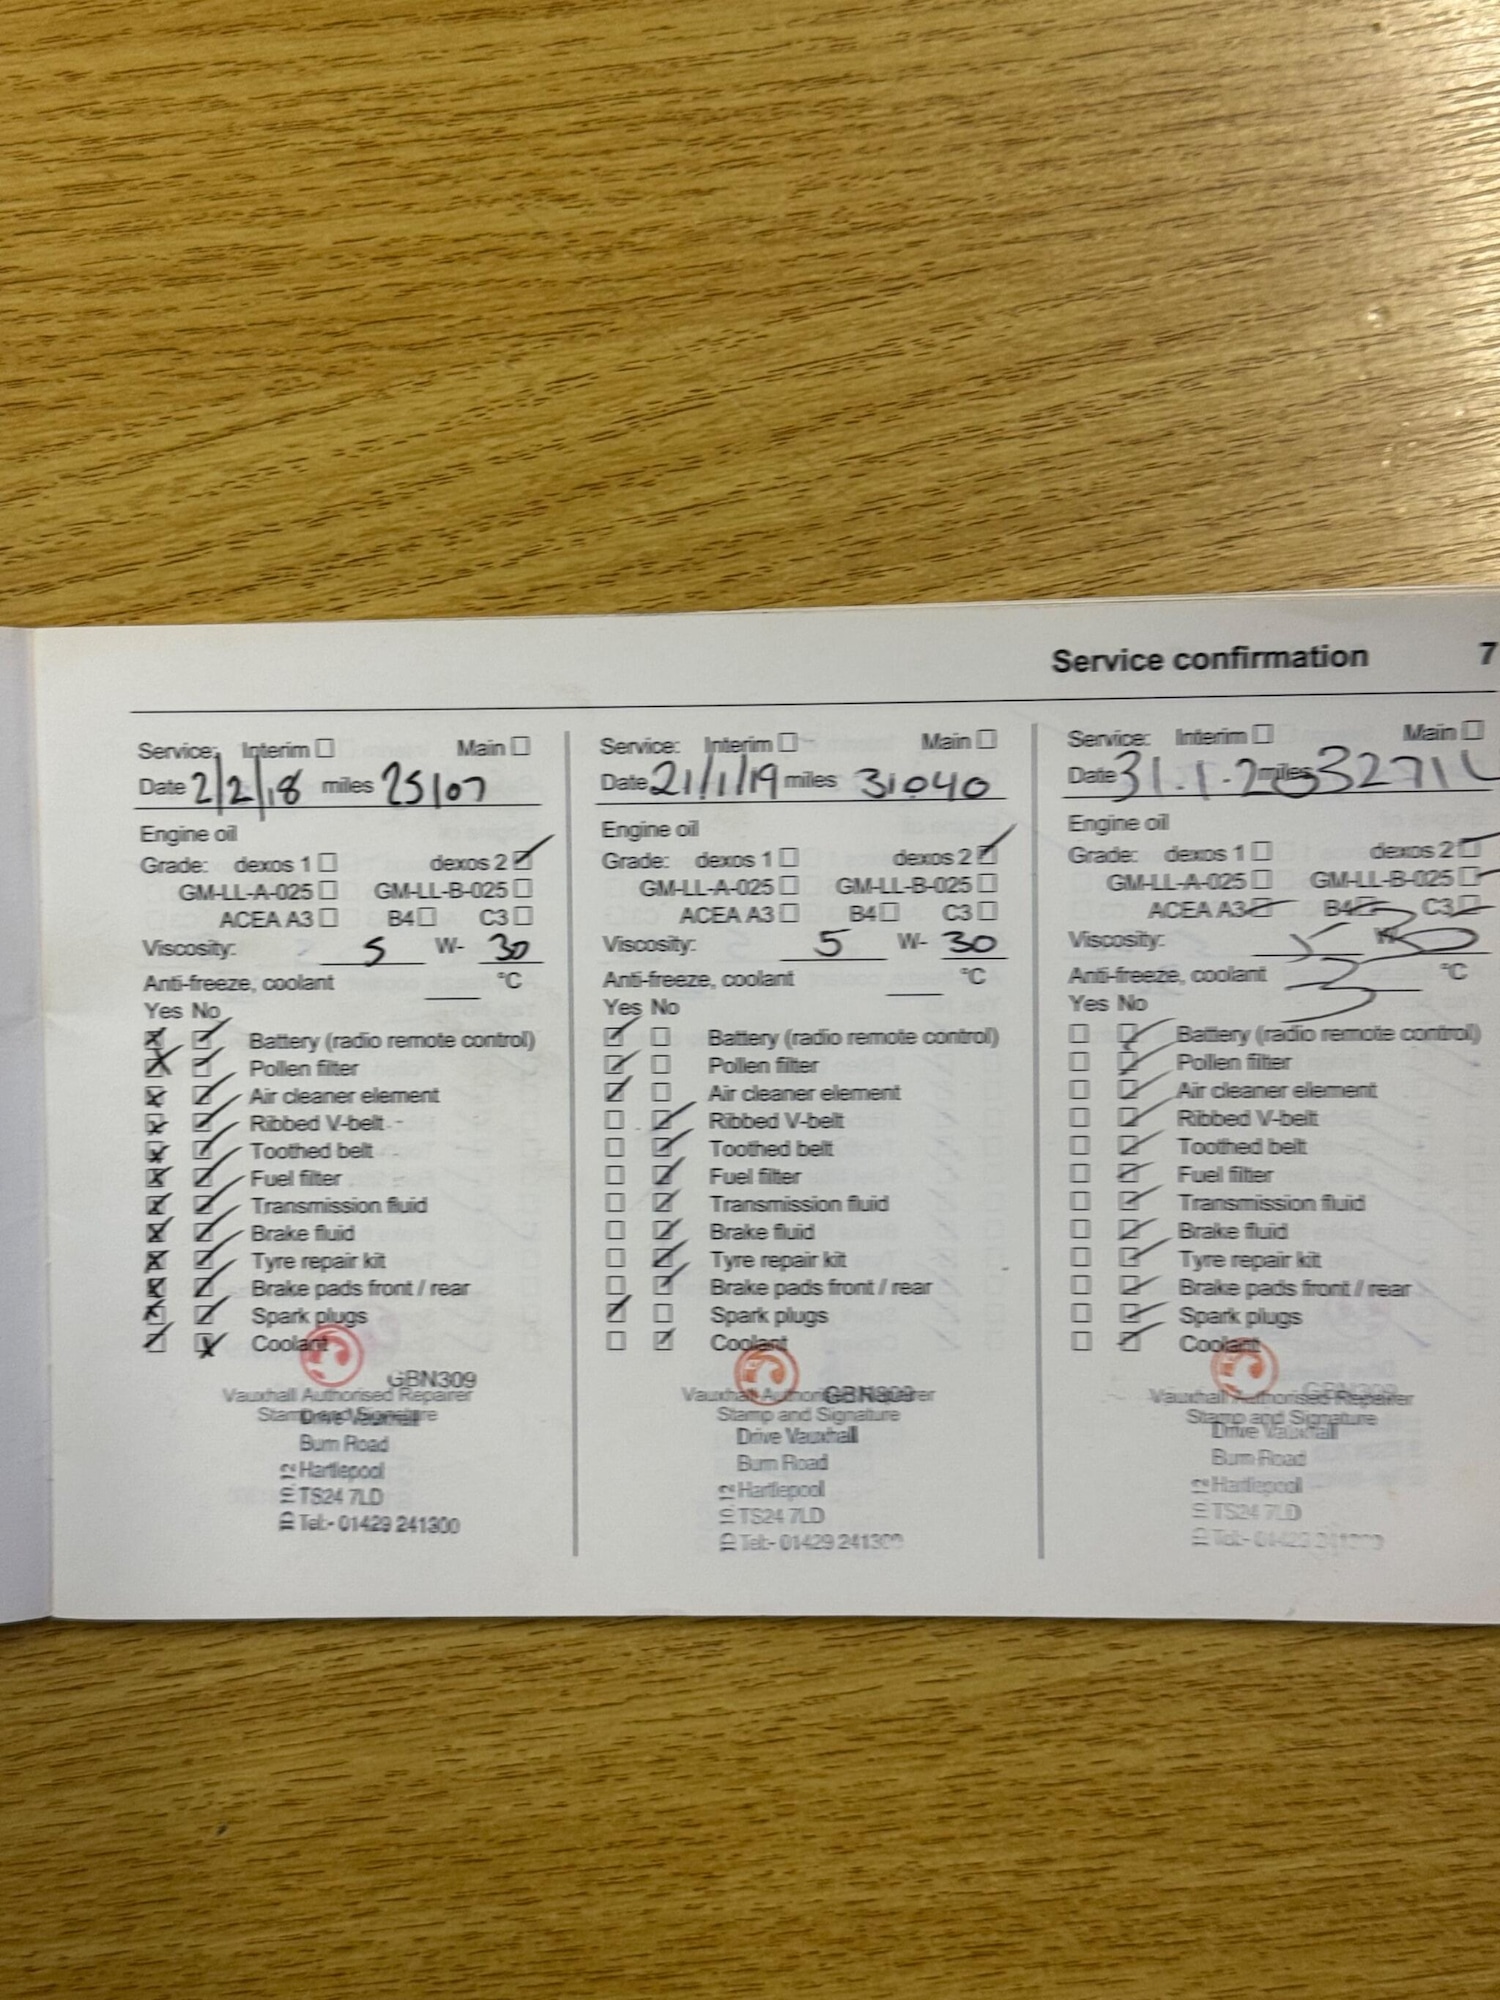 Service confirmation 7
Service: Interim Main
Date 2/2/18 miles 25107
Engine oil
Grade: dexos 1 dexos 2
GM-LL-A-025 GM-LL-B-025
ACEA A3 B4 C3
Viscosity: 5 W- 30
Anti-freeze, coolant °C
Yes No
Battery (radio remote control)
Pollen filter
Air cleaner element
Ribbed V-belt
Toothed belt
Fuel filter
Transmission fluid
Brake fluid
Tyre repair kit
Brake pads front / rear
Spark plugs
Coolant
GBN309
Vauxhall Authorised Repairer
Stamp and Signature
Drive Vauxhall
Burn Road
Hartlepool
TS24 7LD
Tel:- 01429 241300
Service: Interim Main
Date 21/1/19 miles 31040
Engine oil
Grade: dexos 1 dexos 2
GM-LL-A-025 GM-LL-B-025
ACEA A3 B4 C3
Viscosity: 5 W- 30
Anti-freeze, coolant °C
Yes No
Battery (radio remote control)
Pollen filter
Air cleaner element
Ribbed V-belt
Toothed belt
Fuel filter
Transmission fluid
Brake fluid
Tyre repair kit
Brake pads front / rear
Spark plugs
Coolant
GBN309
Vauxhall Authorised Repairer
Stamp and Signature
Drive Vauxhall
Burn Road
Hartlepool
TS24 7LD
Tel:- 01429 241300
Service: Interim Main
Date 31.1.20 miles
Engine oil
Grade: dexos 1 dexos 2
GM-LL-A-025 GM-LL-B-025
ACEA A3 B4 C3
Viscosity: 5 W- 30
Anti-freeze, coolant °C
Yes No
Battery (radio remote control)
Pollen filter
Air cleaner element
Ribbed V-belt
Toothed belt
Fuel filter
Transmission fluid
Brake fluid
Tyre repair kit
Brake pads front / rear
Spark plugs
Coolant
GBN309
Vauxhall Authorised Repairer
Stamp and Signature
Drive Vauxhall
Burn Road
Hartlepool
TS24 7LD
Tel:- 01429 241300